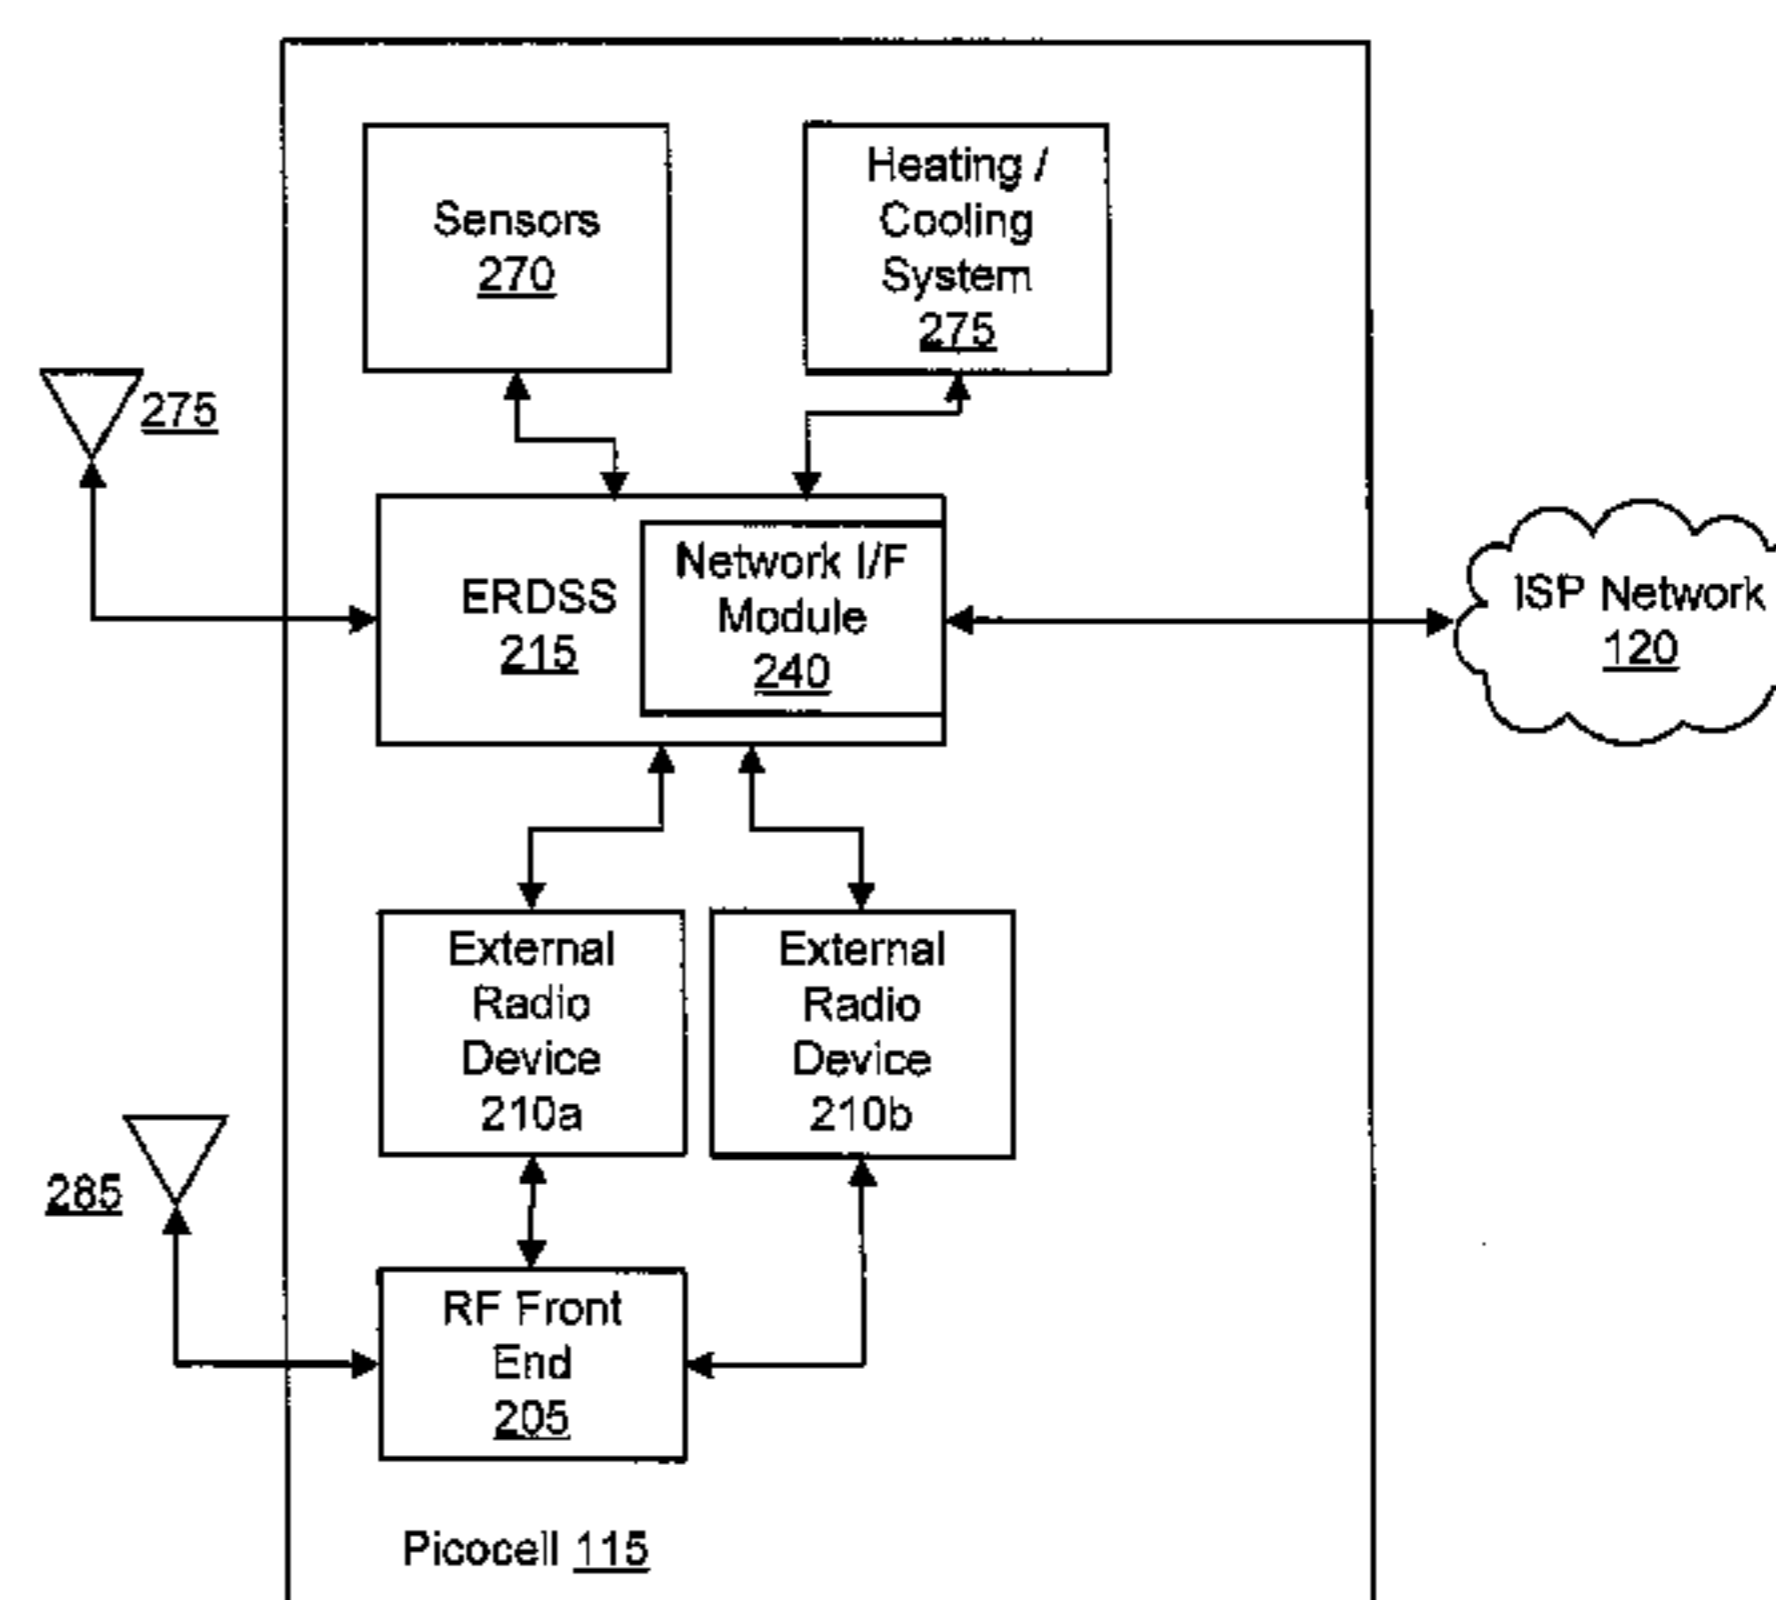 Sensors
270
Heating /
Cooling
System
275
275
ERDSS
215
Network I/F
Module
240
ISP Network
120
External
Radio
Device
210a
External
Radio
Device
210b
285
RF Front
End
205
Picocell 115